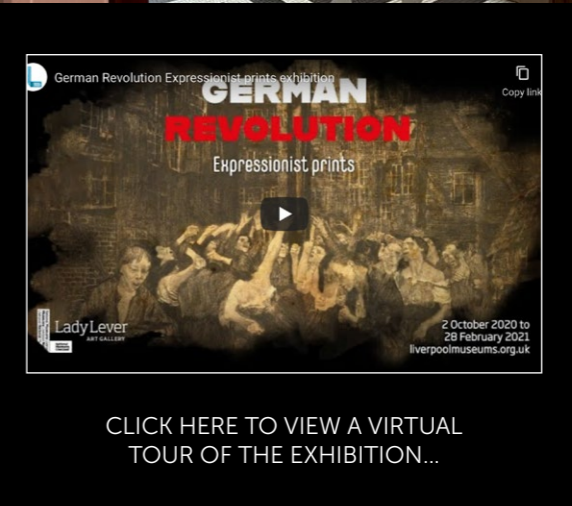 German Revolution Expressionist prints exhibition
Copy link
GERMAN
REVOLUTION
Expressionist prints
Lady Lever
ART GALLERY
2 October 2020 to
28 February 2021
liverpoolmuseums.org.uk
CLICK HERE TO VIEW A VIRTUAL
TOUR OF THE EXHIBITION...